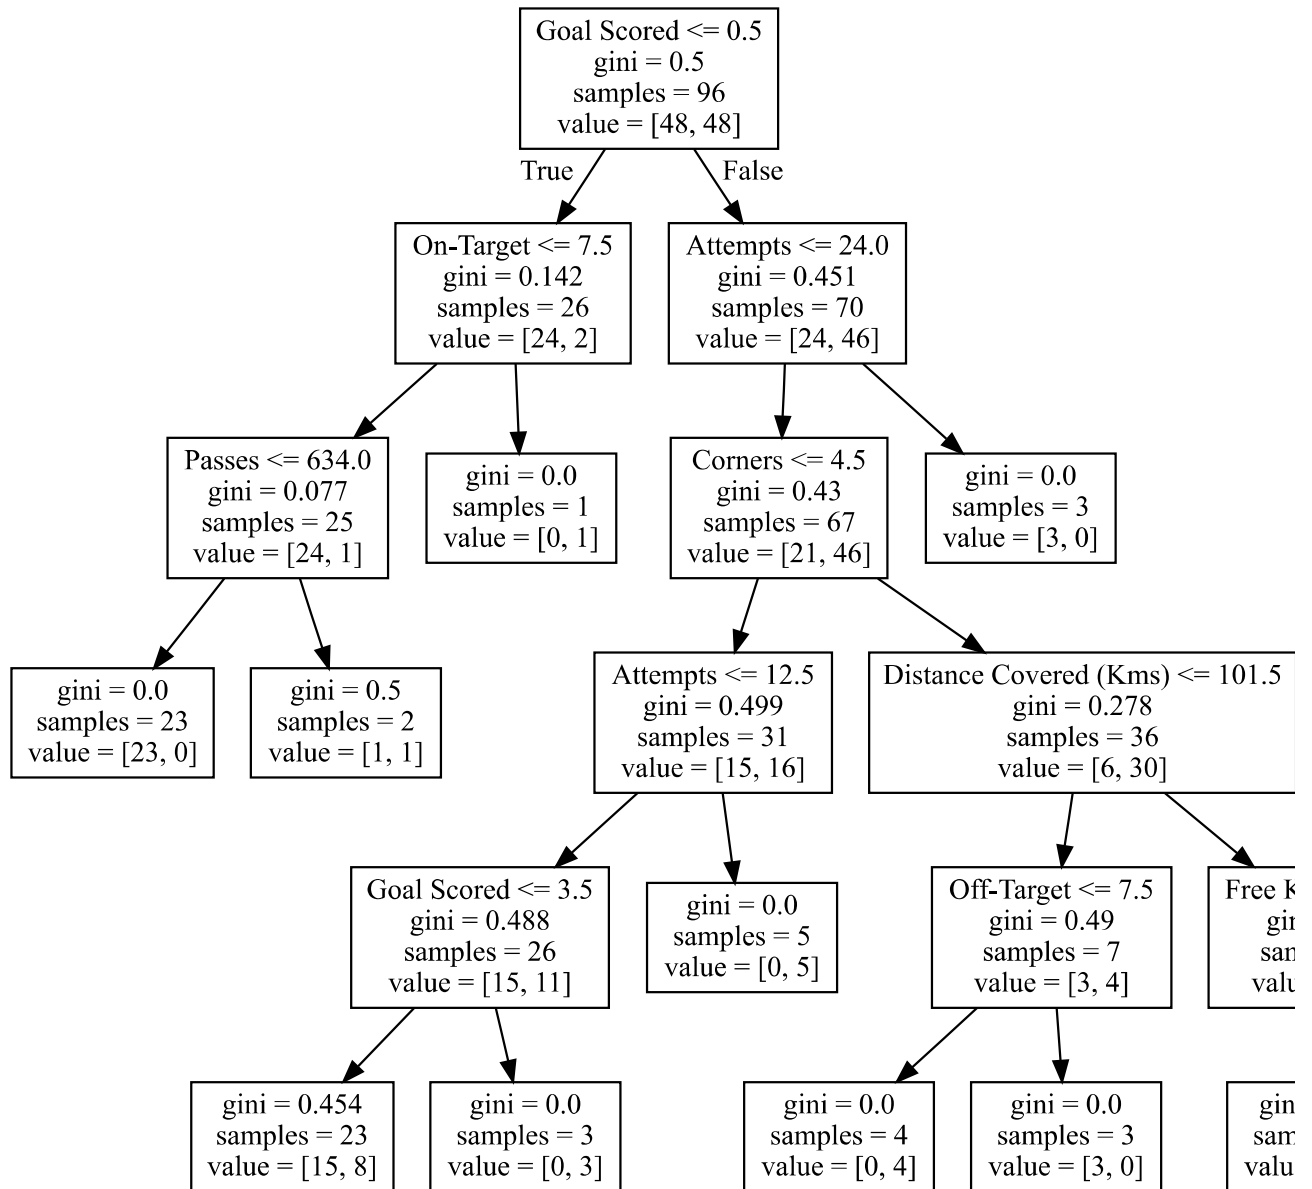 Goal Scored <= 0.5
gini = 0.5
samples = 96
value = [48, 48]
True
False
On-Target <= 7.5
gini = 0.142
samples = 26
value = [24, 2]
Attempts <= 24.0
gini = 0.451
samples = 70
value = [24, 46]
Passes <= 634.0
gini = 0.077
samples = 25
value = [24, 1]
gini = 0.0
samples = 1
value = [0, 1]
Corners <= 4.5
gini = 0.43
samples = 67
value = [21, 46]
gini = 0.0
samples = 3
value = [3, 0]
gini = 0.0
samples = 23
value = [23, 0]
gini = 0.5
samples = 2
value = [1, 1]
Attempts <= 12.5
gini = 0.499
samples = 31
value = [15, 16]
Distance Covered (Kms) <= 101.5
gini = 0.278
samples = 36
value = [6, 30]
Goal Scored <= 3.5
gini = 0.488
samples = 26
value = [15, 11]
gini = 0.0
samples = 5
value = [0, 5]
Off-Target <= 7.5
gini = 0.49
samples = 7
value = [3, 4]
Free
gini = 0.454
samples = 23
value = [15, 8]
gini = 0.0
samples = 3
value = [0, 3]
gini = 0.0
samples = 4
value = [0, 4]
gini = 0.0
samples = 3
value = [3, 0]